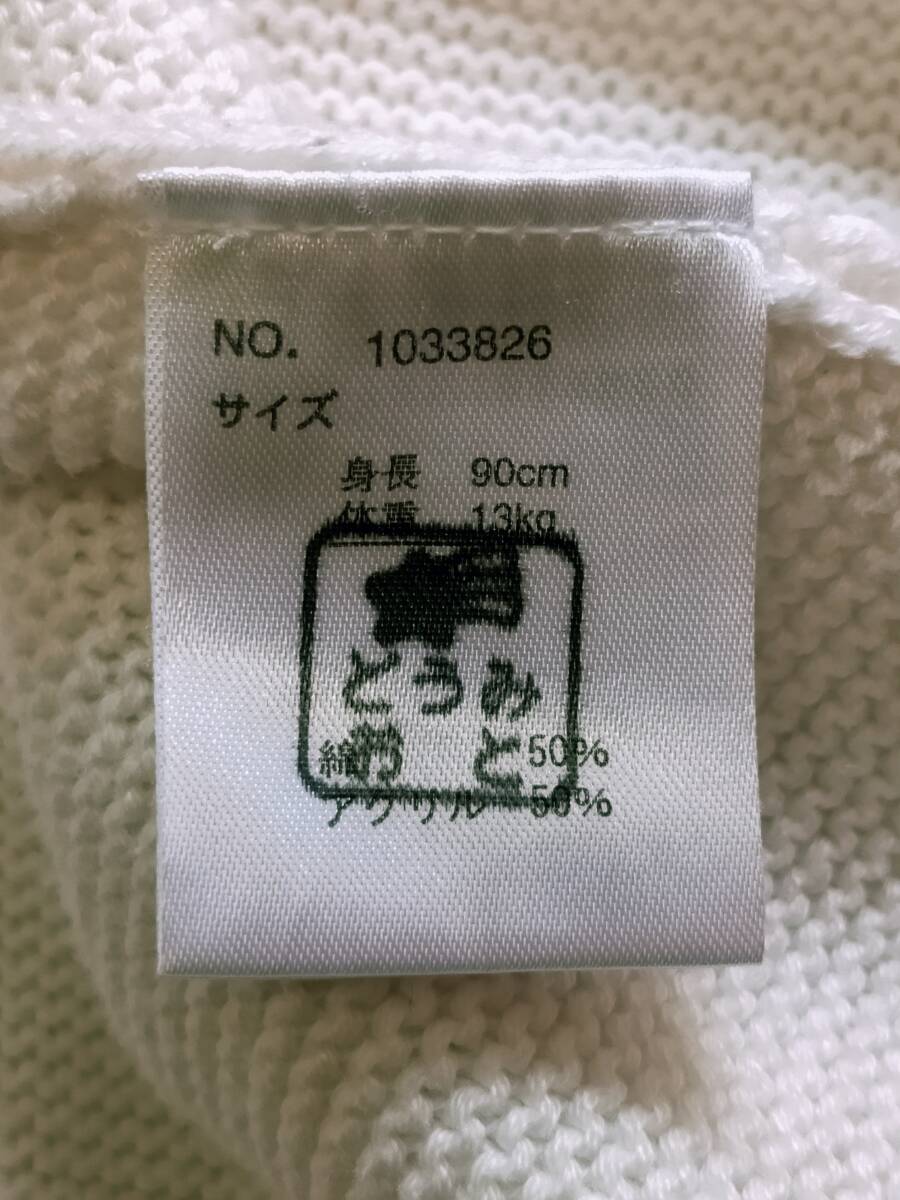 NO. 1033826
サイズ
身長 90cm
体重 13kg
どうみ
綿 50%
アクリル 50%